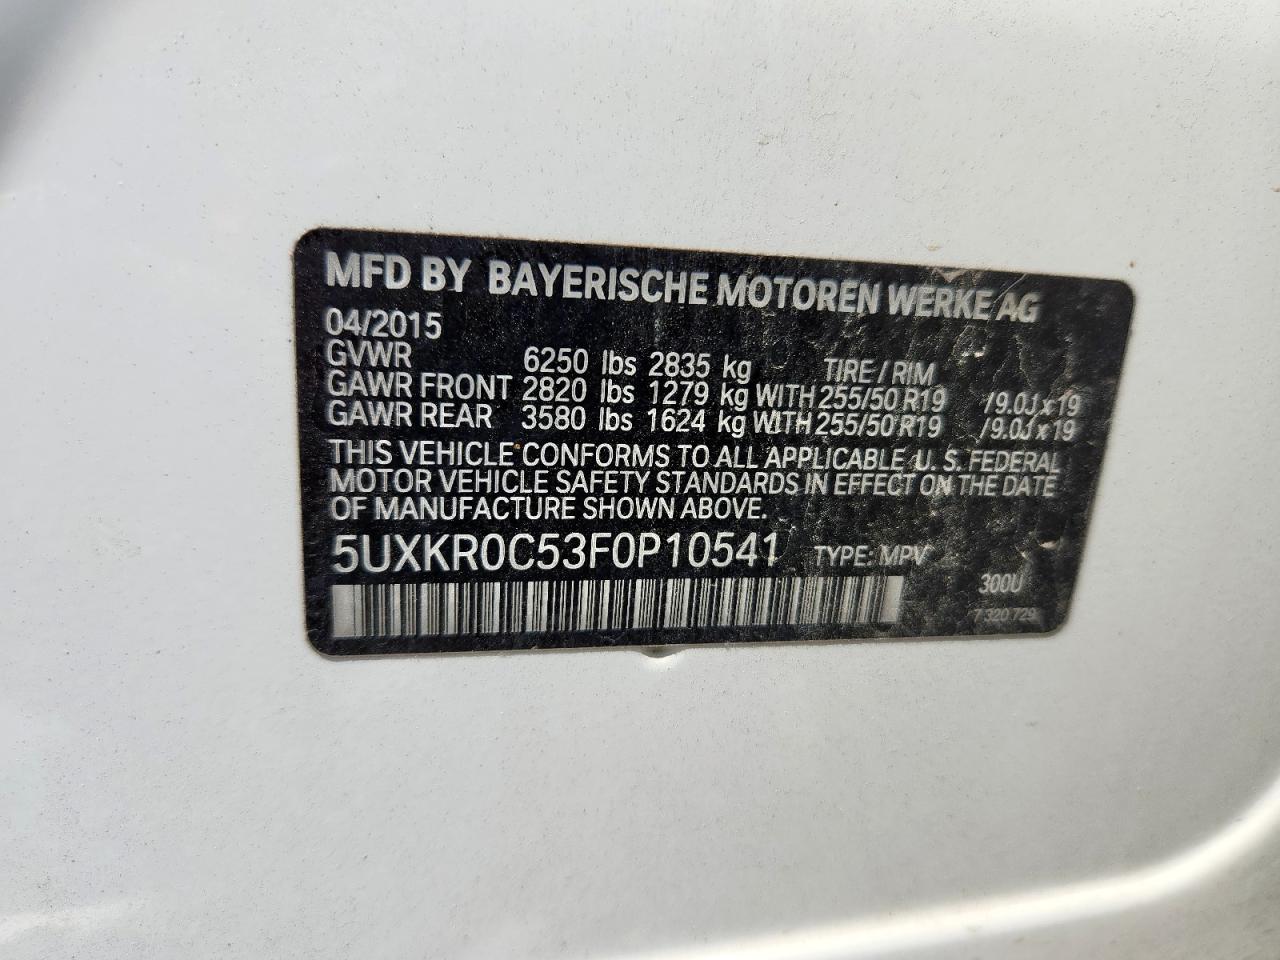 MFD BY BAYERISCHE MOTOREN WERKE AG
04/2015
GVWR 6250 lbs 2835 kg TIRE / RIM
GAWR FRONT 2820 lbs 1279 kg WITH 255/50 R19 /9.0J x 19
GAWR REAR 3580 lbs 1624 kg WITH 255/50 R19 /9.0J x 19
THIS VEHICLE CONFORMS TO ALL APPLICABLE U. S. FEDERAL
MOTOR VEHICLE SAFETY STANDARDS IN EFFECT ON THE DATE
OF MANUFACTURE SHOWN ABOVE.
5UXKR0C53F0P10541 TYPE: MPV
300U
7 320 729